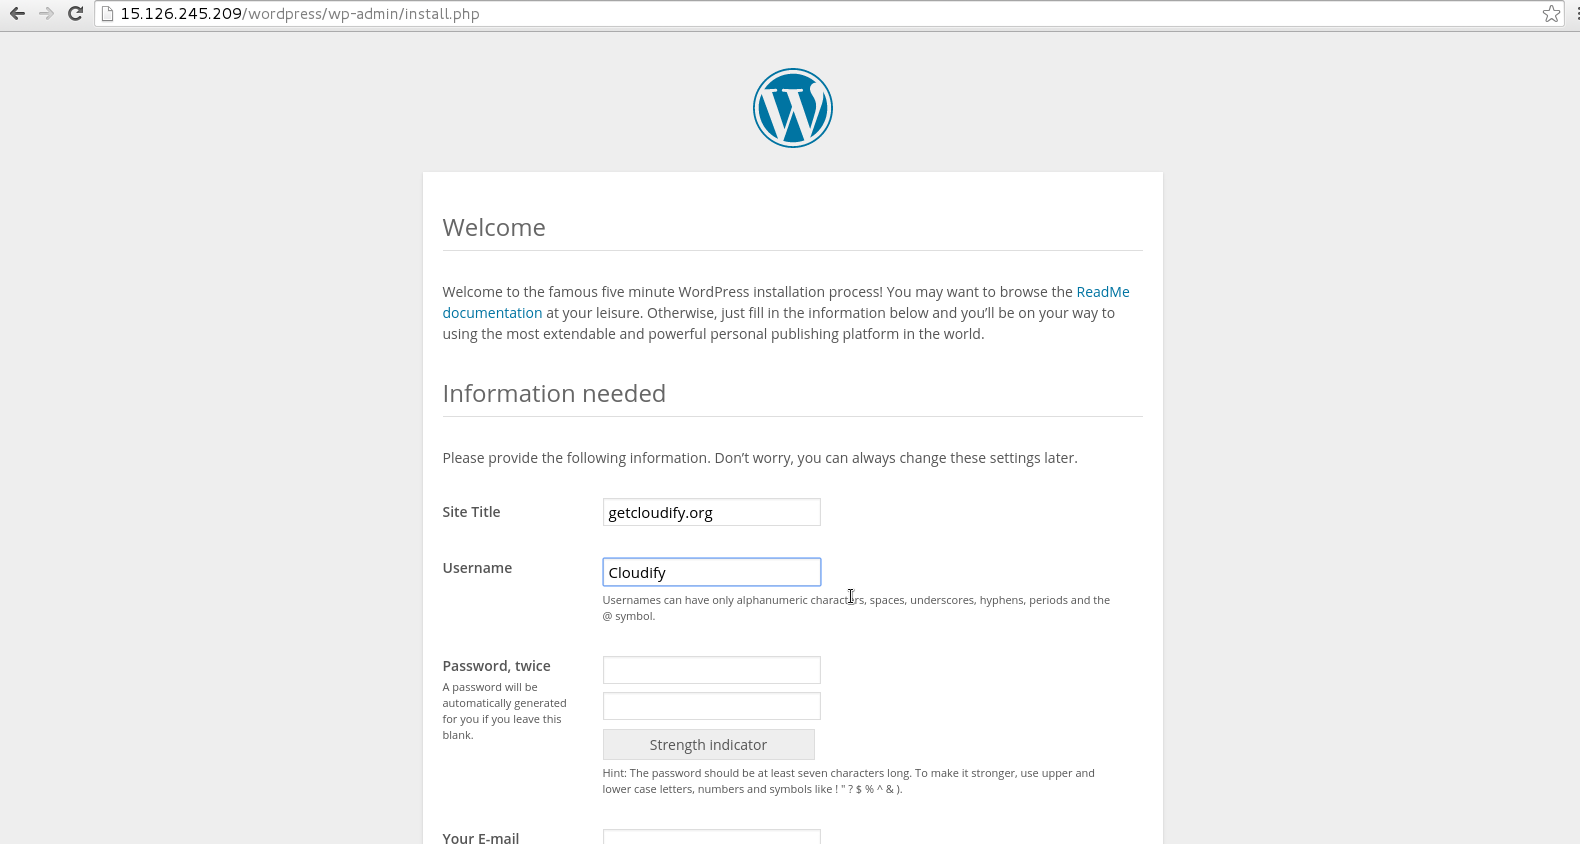 15.126.245.209/wordpress/wp-admin/install.php
Welcome
Welcome to the famous five minute WordPress installation process! You may want to browse the ReadMe
documentation at your leisure. Otherwise, just fill in the information below and you’ll be on your way to
using the most extendable and powerful personal publishing platform in the world.
Information needed
Please provide the following information. Don’t worry, you can always change these settings later.
Site Title
getcloudify.org
Username
Cloudify
Usernames can have only alphanumeric characters, spaces, underscores, hyphens, periods and the
@ symbol.
Password, twice
A password will be
automatically generated
for you if you leave this
blank.
Strength indicator
Hint: The password should be at least seven characters long. To make it stronger, use upper and
lower case letters, numbers and symbols like ! " ? $ % ^ & ).
Your E-mail